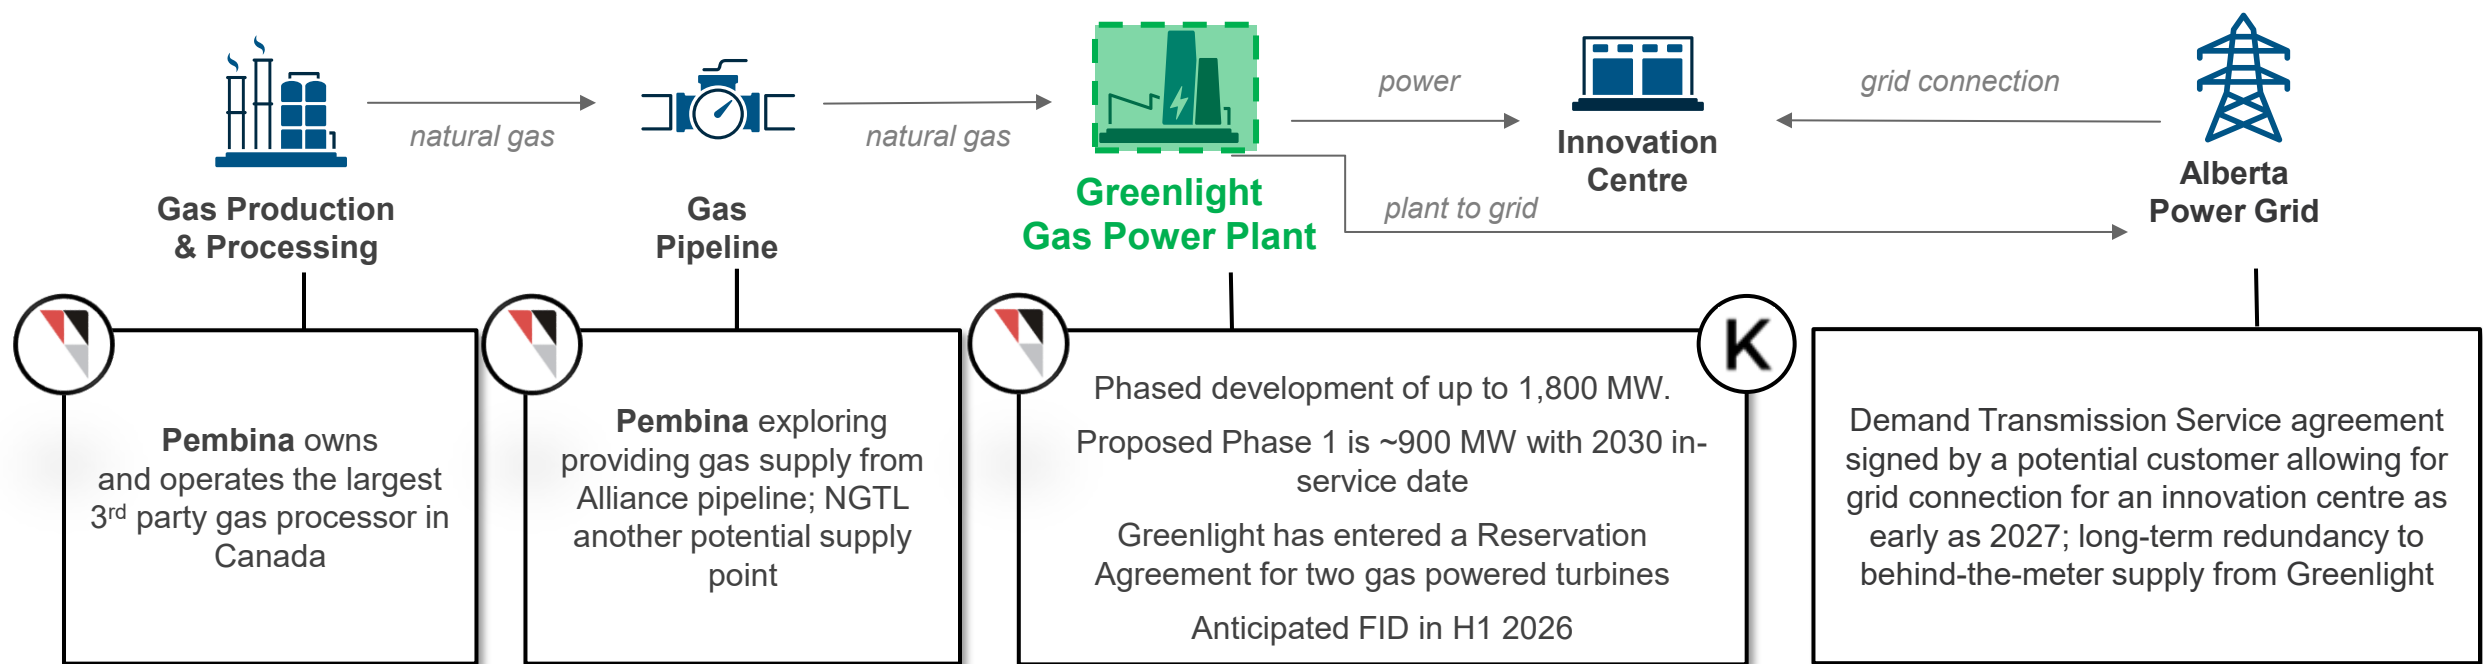 natural gas
natural gas
power
grid connection
plant to grid
Gas Production
& Processing
Gas
Pipeline
Greenlight
Gas Power Plant
Innovation
Centre
Alberta
Power Grid
Pembina owns
and operates the largest
3rd party gas processor in
Canada
Pembina exploring
providing gas supply from
Alliance pipeline; NGTL
another potential supply
point
K
Phased development of up to 1,800 MW.
Proposed Phase 1 is ~900 MW with 2030 in-
service date
Greenlight has entered a Reservation
Agreement for two gas powered turbines
Anticipated FID in H1 2026
Demand Transmission Service agreement
signed by a potential customer allowing for
grid connection for an innovation centre as
early as 2027; long-term redundancy to
behind-the-meter supply from Greenlight